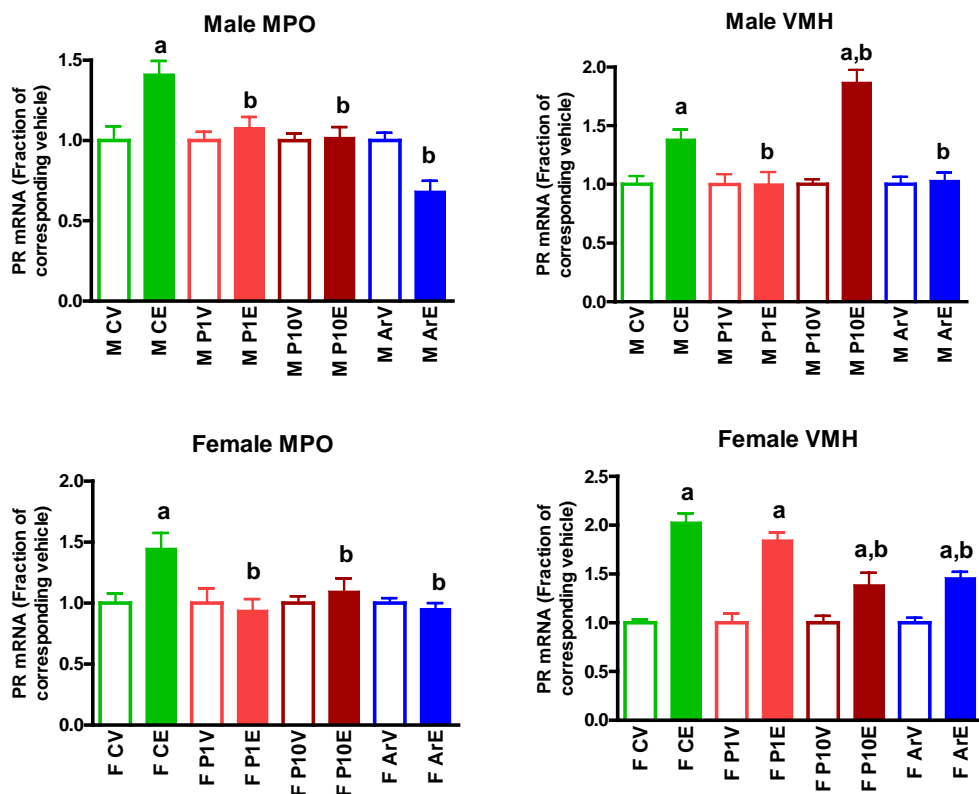 Male MPO
PR mRNA (Fraction of
corresponding vehicle)
1.5
1.0
0.5
0.0
a
b
b
b
M CV
M CE
M P1V
M P1E
M P10V
M P10E
M ArV
M ArE
Male VMH
PR mRNA (Fraction of
corresponding vehicle)
2.0
1.5
1.0
0.5
0.0
a
b
a,b
b
M CV
M CE
M P1V
M P1E
M P10V
M P10E
M ArV
M ArE
Female MPO
PR mRNA (Fraction of
corresponding vehicle)
2.0
1.5
1.0
0.5
0.0
a
b
b
b
F CV
F CE
F P1V
F P1E
F P10V
F P10E
F ArV
F ArE
Female VMH
PR mRNA (Fraction of
corresponding vehicle)
2.5
2.0
1.5
1.0
0.5
0.0
a
a
a,b
a,b
F CV
F CE
F P1V
F P1E
F P10V
F P10E
F ArV
F ArE